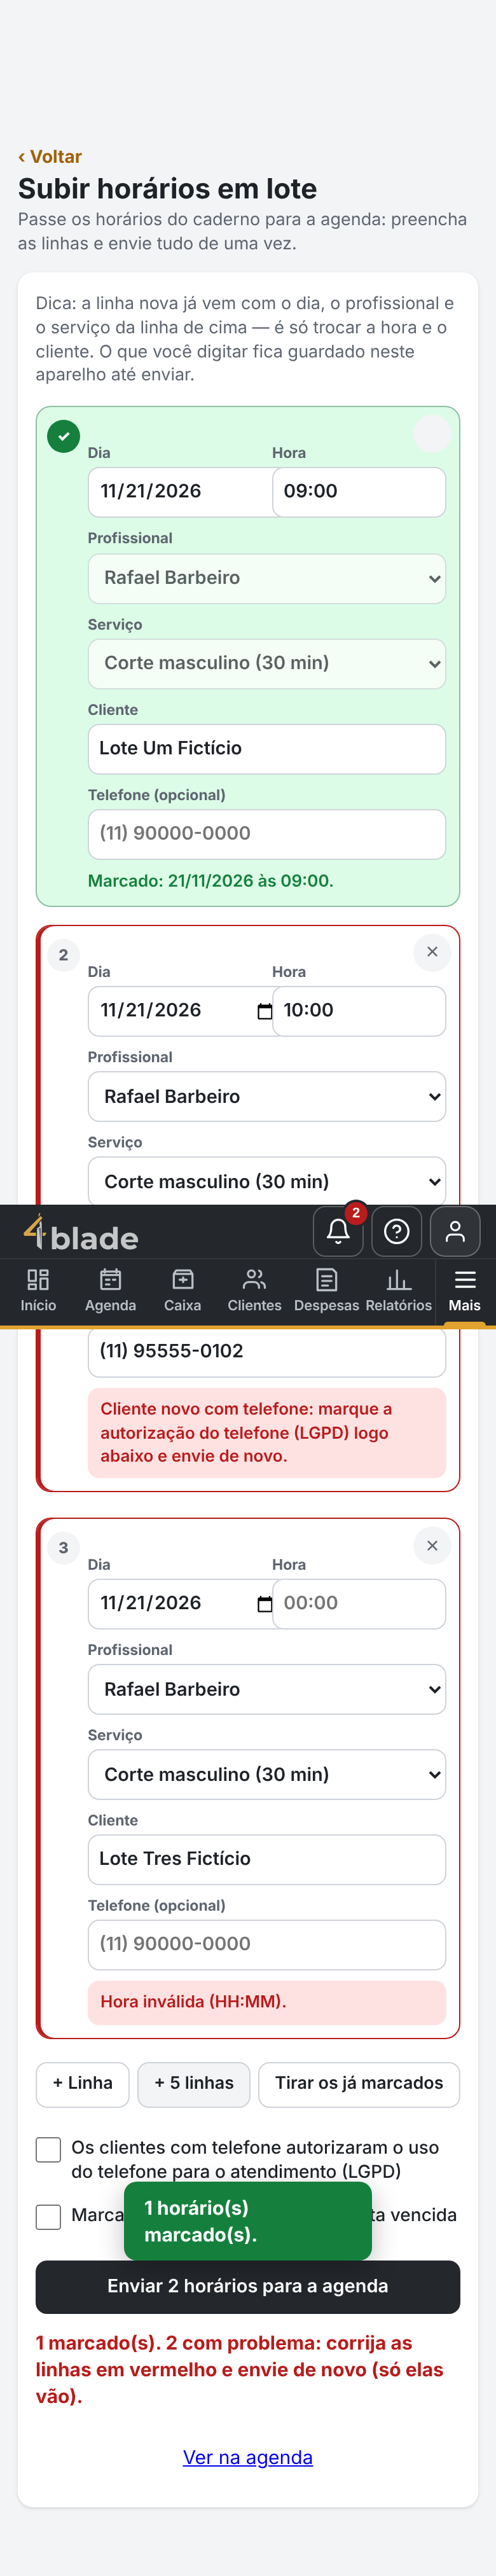 ‹ Voltar
Subir horários em lote
Passe os horários do caderno para a agenda: preencha
as linhas e envie tudo de uma vez.
Dica: a linha nova já vem com o dia, o profissional e
o serviço da linha de cima — é só trocar a hora e o
cliente. O que você digitar fica guardado neste
aparelho até enviar.
Dia Hora
11/21/2026 09:00
Profissional
Rafael Barbeiro
Serviço
Corte masculino (30 min)
Cliente
Lote Um Fictício
Telefone (opcional)
(11) 90000-0000
Marcado: 21/11/2026 às 09:00.
2
Dia Hora
11/21/2026 10:00
Profissional
Rafael Barbeiro
Serviço
Corte masculino (30 min)
4blade 2
Início Agenda Caixa Clientes Despesas Relatórios Mais
(11) 95555-0102
Cliente novo com telefone: marque a
autorização do telefone (LGPD) logo
abaixo e envie de novo.
3
Dia Hora
11/21/2026 00:00
Profissional
Rafael Barbeiro
Serviço
Corte masculino (30 min)
Cliente
Lote Tres Fictício
Telefone (opcional)
(11) 90000-0000
Hora inválida (HH:MM).
+ Linha + 5 linhas Tirar os já marcados
Os clientes com telefone autorizaram o uso
do telefone para o atendimento (LGPD)
1 horário(s)
marcado(s).
vencida
Enviar 2 horários para a agenda
1 marcado(s). 2 com problema: corrija as
linhas em vermelho e envie de novo (só elas
vão).
Ver na agenda